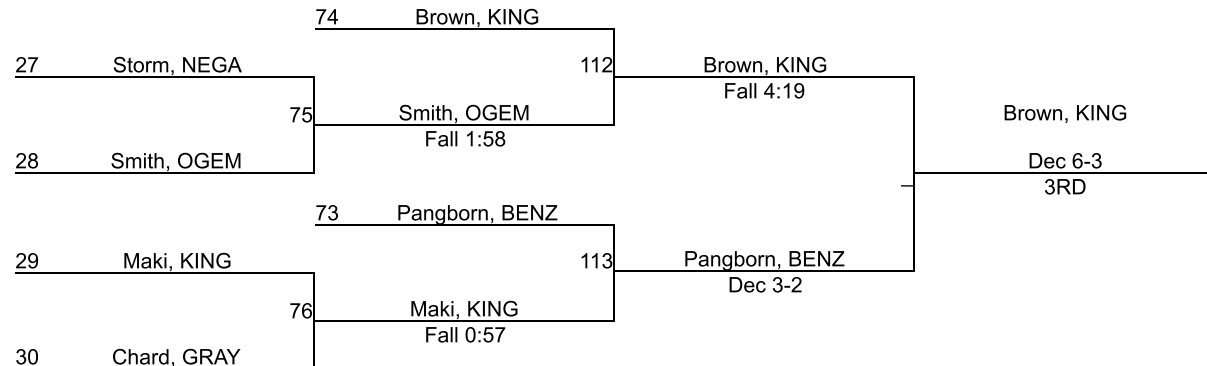 74 Brown, KING
27 Storm, NEGA
112 Brown, KING
Fall 4:19
75 Smith, OGEM
Fall 1:58
Brown, KING
28 Smith, OGEM
Dec 6-3
3RD
73 Pangborn, BENZ
29 Maki, KING
113 Pangborn, BENZ
Dec 3-2
76 Maki, KING
Fall 0:57
30 Chard, GRAY